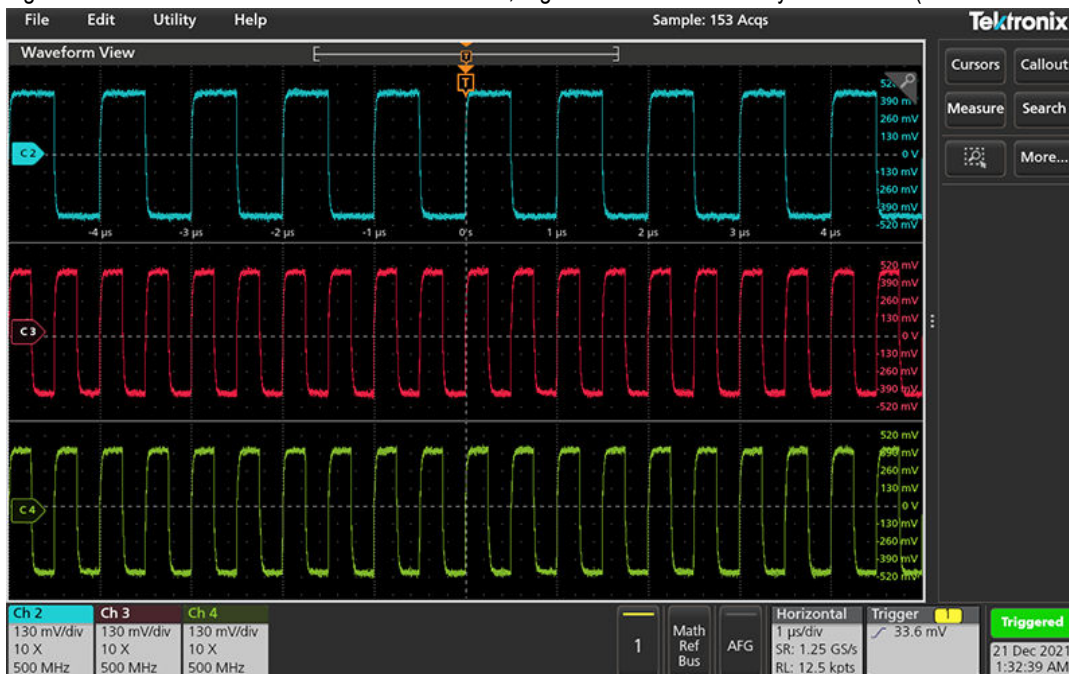 File Edit Utility Help Sample: 153 Acqs Tektronix
Waveform View
T
T
Cursors Callout
Measure Search
More...
C 2
390 m
260 mV
130 mV
0 V
-130 mV
-260 mV
-390 mV
-520 mV
-4 µs -3 µs -2 µs -1 µs 0 s 1 µs 2 µs 3 µs 4 µs
C 3
520 mV
390 mV
260 mV
130 mV
0 V
-130 mV
-260 mV
-390 mV
-520 mV
C 4
520 mV
390 mV
260 mV
130 mV
0 V
-130 mV
-260 mV
-390 mV
-520 mV
Ch 2 Ch 3 Ch 4
130 mV/div 130 mV/div 130 mV/div
10 X 10 X 10 X
500 MHz 500 MHz 500 MHz
1
Math
Ref
Bus
AFG
Horizontal
1 µs/div
SR: 1.25 GS/s
RL: 12.5 kpts
Trigger 1
33.6 mV
Triggered
21 Dec 2021
1:32:39 AM